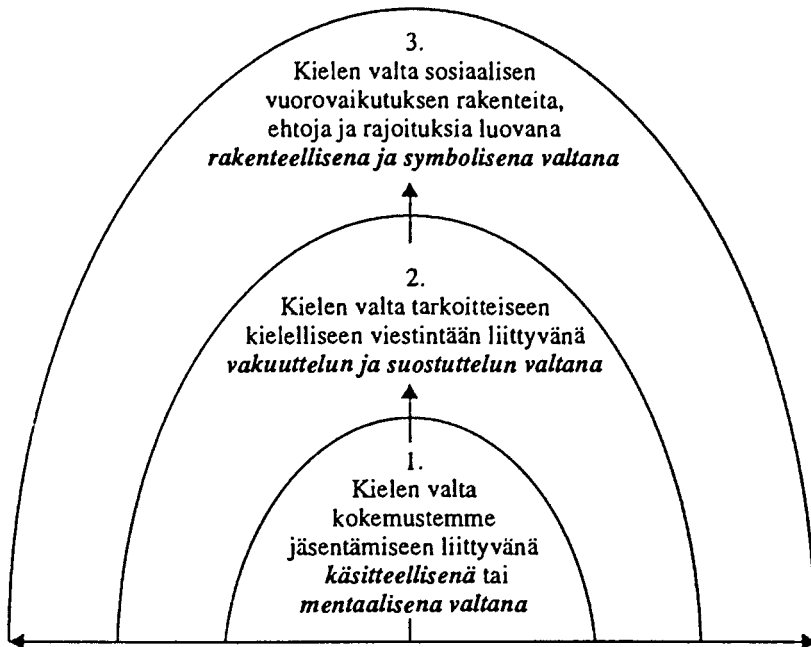 3.
Kielen valta sosiaalisen
vuorovaikutuksen rakenteita,
ehtoja ja rajoituksia luovana
rakenteellisena ja symbolisena valtana
2.
Kielen valta tarkoitteiseen
kielelliseen viestintään liittyvänä
vakuuttelun ja suostuttelun valtana
1.
Kielen valta
kokemustemme
jäsentämiseen liittyvänä
käsitteellisenä tai
mentaalisena valtana